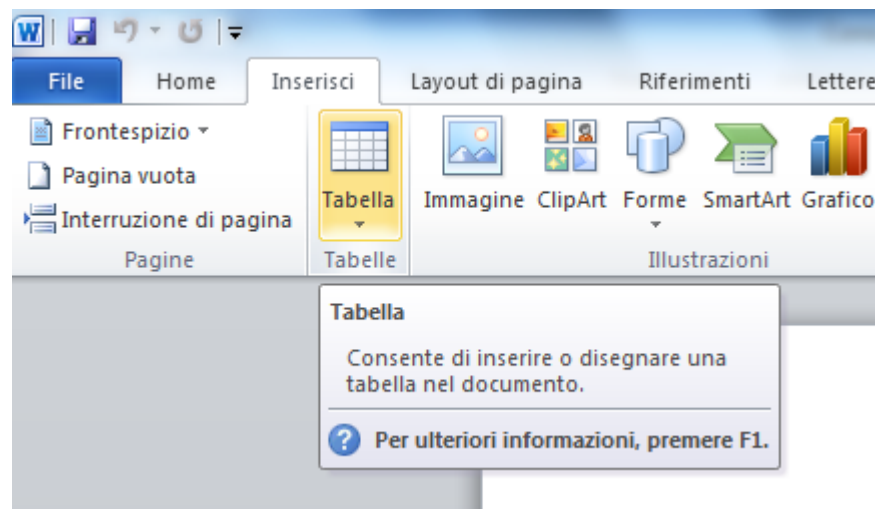 W
File Home Inserisci Layout di pagina Riferimenti Lettere
Frontespizio
Pagina vuota
Interruzione di pagina
Tabella
Immagine ClipArt Forme SmartArt Grafico
Pagine Tabelle Illustrazioni
Tabella
Consente di inserire o disegnare una
tabella nel documento.
? Per ulteriori informazioni, premere F1.